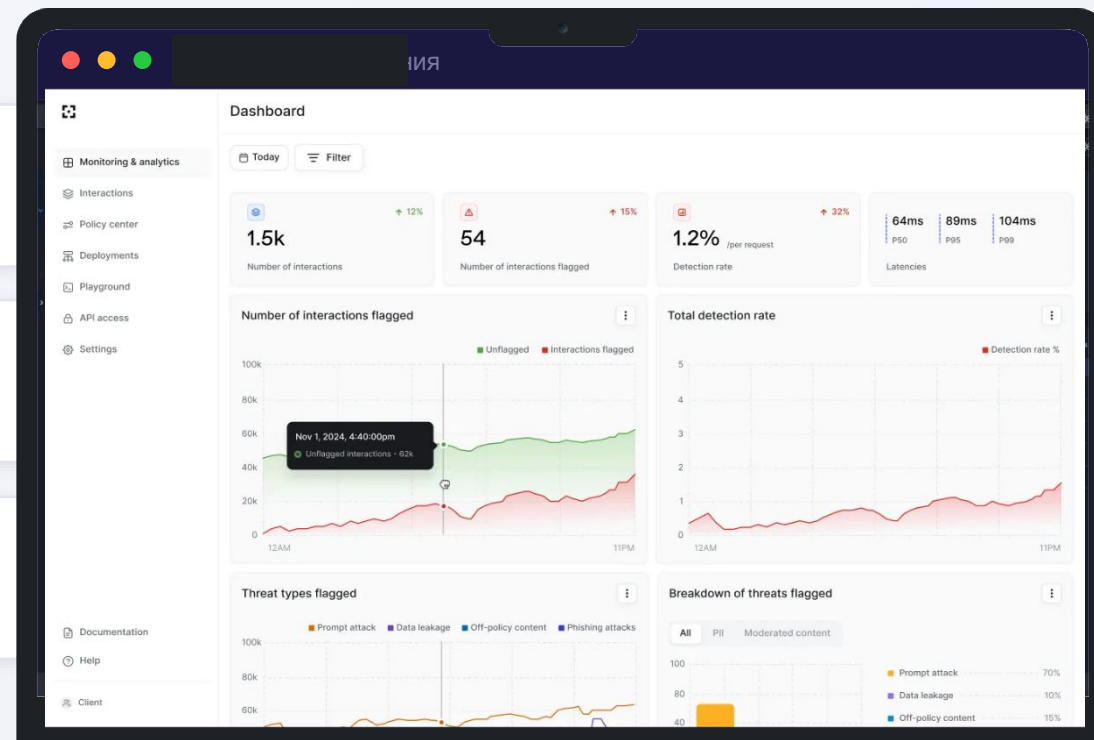 ния
Dashboard
Today
Filter
Monitoring & analytics
Interactions
Policy center
Deployments
Playground
API access
Settings
12%
1.5k
Number of interactions
15%
54
Number of interactions flagged
32%
1.2% /per request
Detection rate
64ms 89ms 104ms
P50 P95 P99
Latencies
Number of interactions flagged
Unflagged Interactions flagged
100k
80k
60k
40k
20k
0
12AM 11PM
Nov 1, 2024, 4:40:00pm
Unflagged interactions • 62k
Total detection rate
Detection rate %
5
4
3
2
1
0
12AM 11PM
Threat types flagged
Prompt attack Data leakage Off-policy content Phishing attacks
100k
80k
60k
Breakdown of threats flagged
All PII Moderated content
100
80
40
Prompt attack 70%
Data leakage 10%
Off-policy content 15%
Documentation
Help
Client